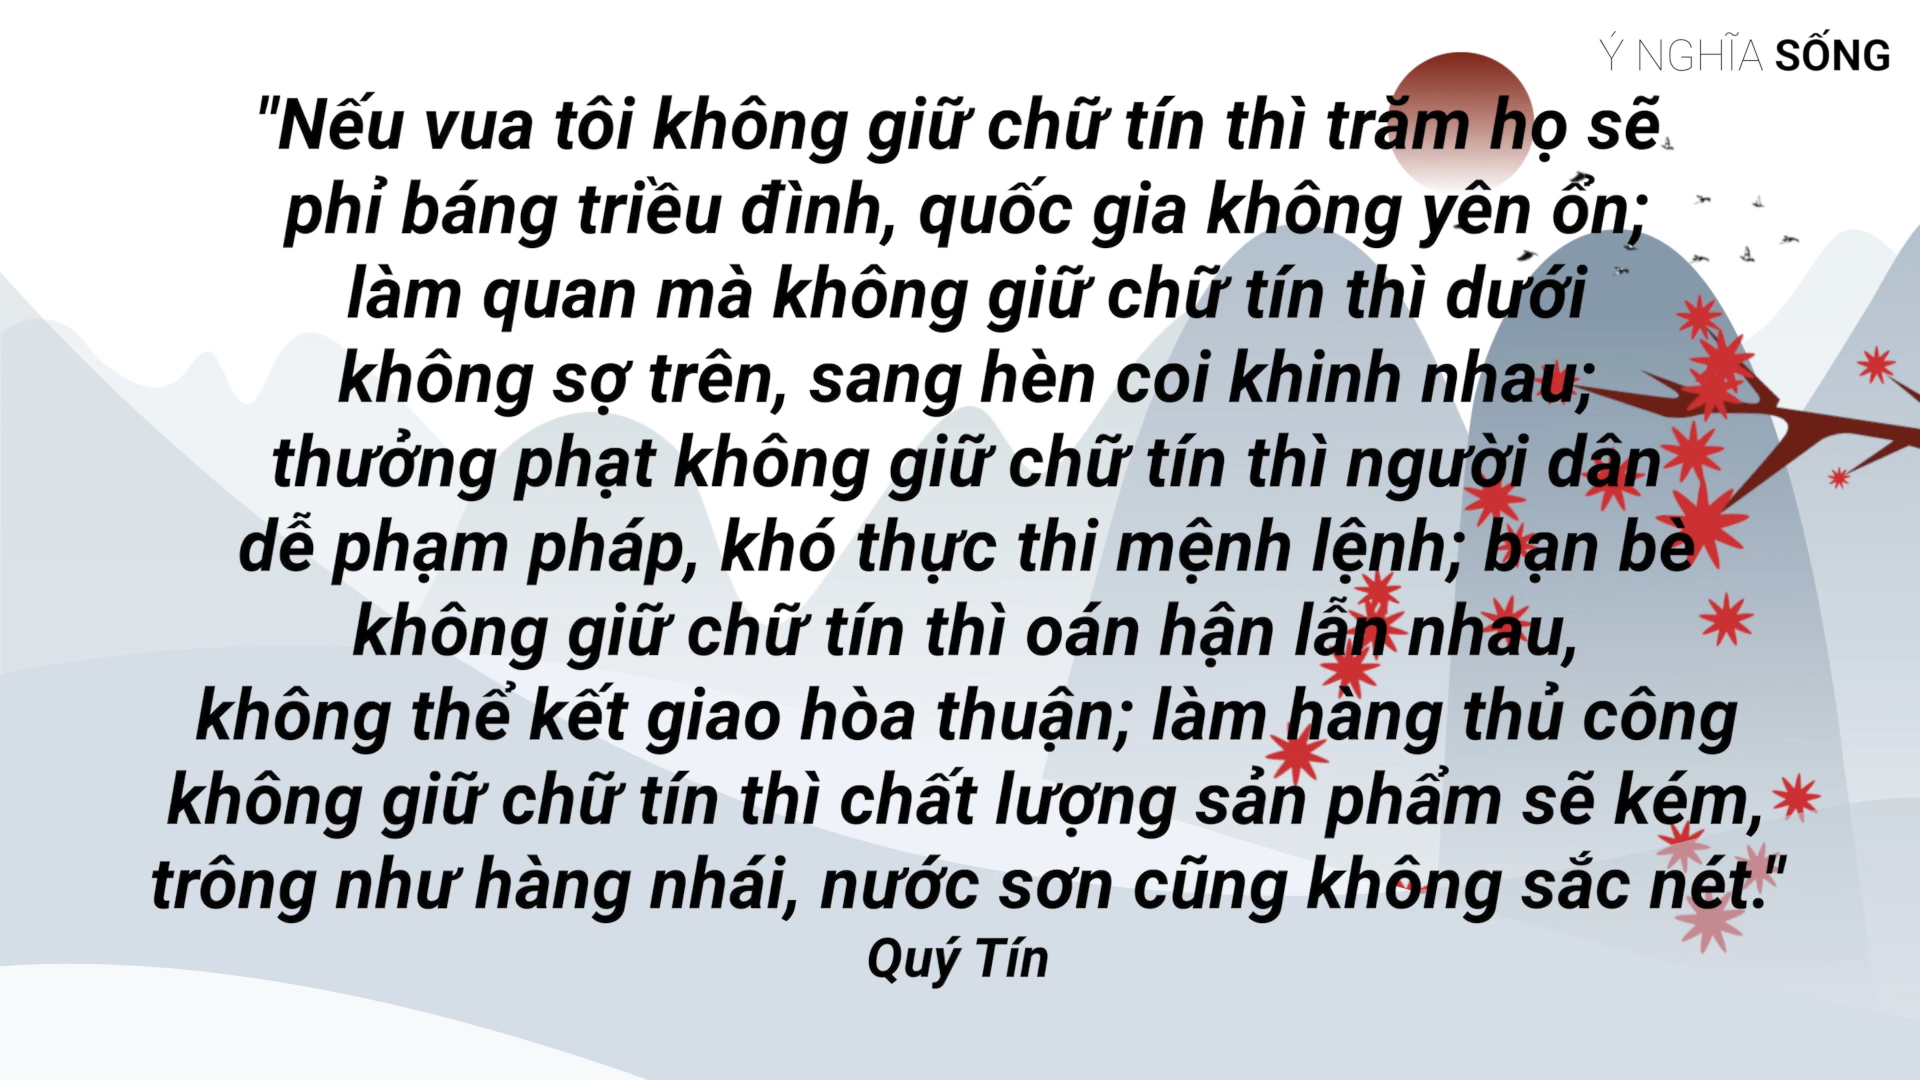 Ý NGHĨA SỐNG
"Nếu vua tôi không giữ chữ tín thì trăm họ sẽ
phỉ báng triều đình, quốc gia không yên ổn;
làm quan mà không giữ chữ tín thì dưới
không sợ trên, sang hèn coi khinh nhau;
thưởng phạt không giữ chữ tín thì người dân
dễ phạm pháp, khó thực thi mệnh lệnh; bạn bè
không giữ chữ tín thì oán hận lẫn nhau,
không thể kết giao hòa thuận; làm hàng thủ công
không giữ chữ tín thì chất lượng sản phẩm sẽ kém,
trông như hàng nhái, nước sơn cũng không sắc nét."
Quý Tín